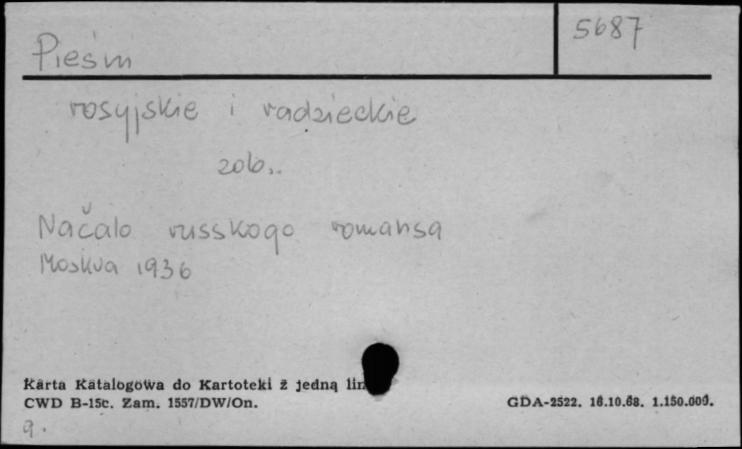 5687
Pieśni
rosyjskie i radzieckie
zob..
Načalo russkogo romansa
Moskva 1936
Karta Katalogowa do Kartoteki z jedną lin
CWD B-15c. Zam. 1557/DW/On.
GDA-2522. 16.10.68. 1.150.000.
9.